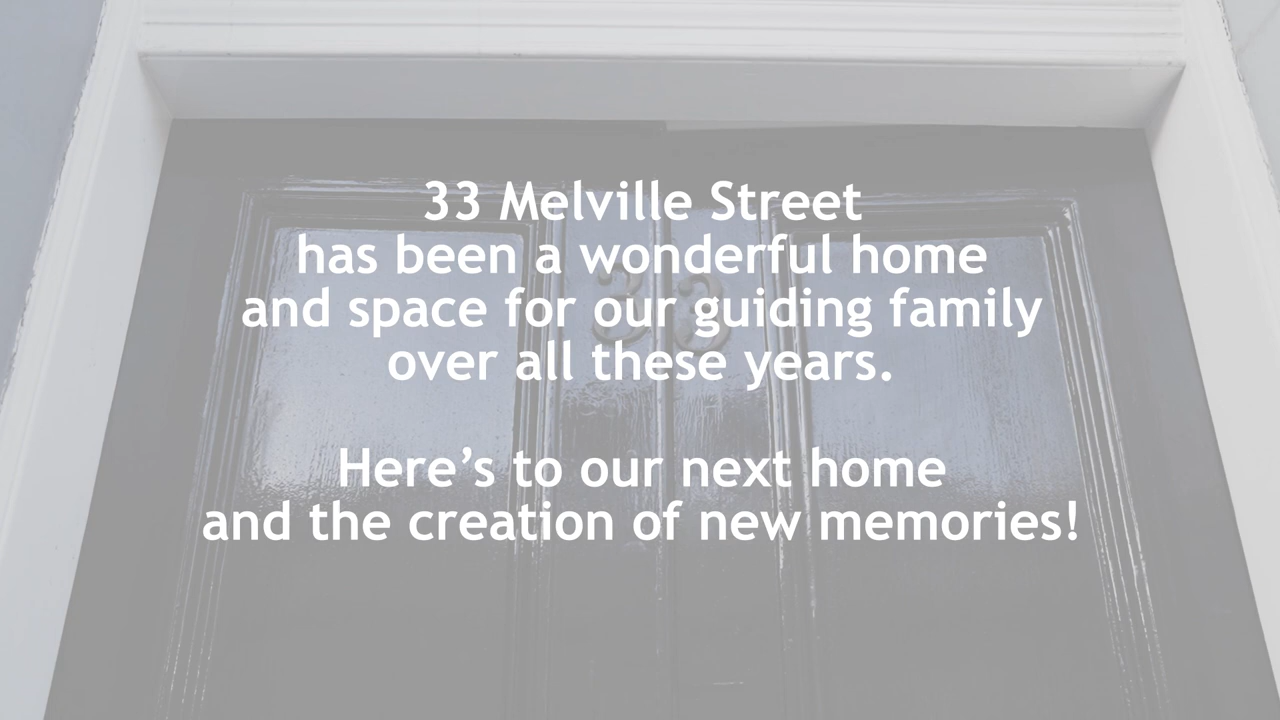 33 Melville Street
has been a wonderful home
33
and space for our guiding family
over all these years.
Here’s to our next home
and the creation of new memories!